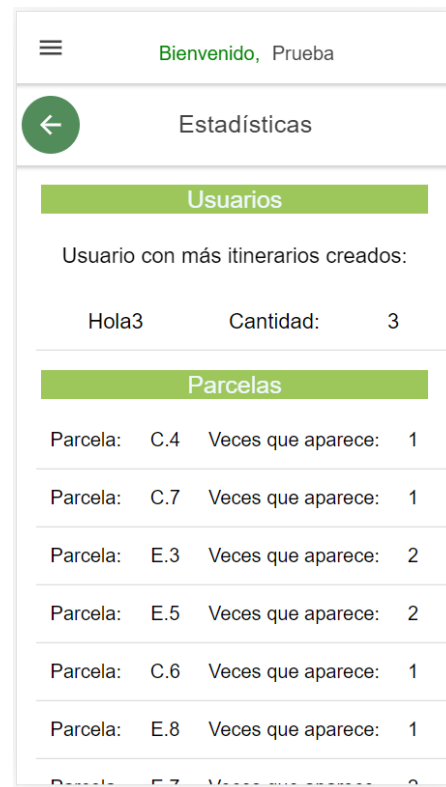 Bienvenido, Prueba
Estadísticas
Usuarios
Usuario con más itinerarios creados:
Hola3 Cantidad: 3
Parcelas
Parcela: C.4 Veces que aparece: 1
Parcela: C.7 Veces que aparece: 1
Parcela: E.3 Veces que aparece: 2
Parcela: E.5 Veces que aparece: 2
Parcela: C.6 Veces que aparece: 1
Parcela: E.8 Veces que aparece: 1